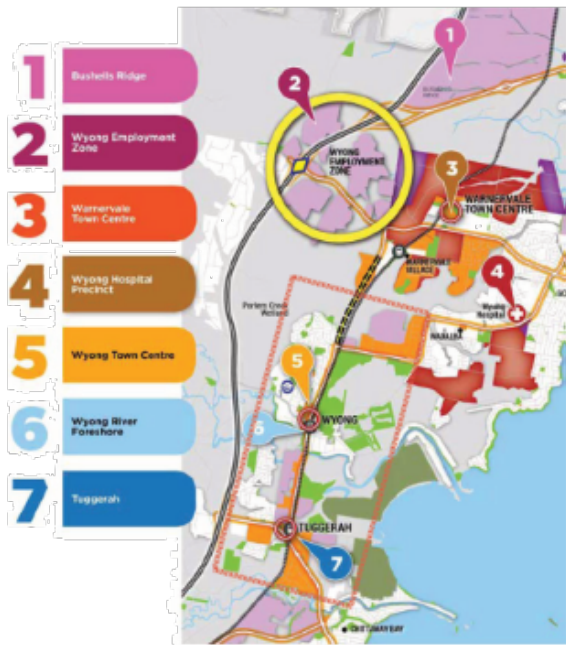 1
Bushells Ridge
2
Wyong Employment
Zone
3
Warnervale
Town Centre
4
Wyong Hospital
Precinct
5
Wyong Town Centre
6
Wyong River
Foreshore
7
Tuggerah
1
2
WYONG
EMPLOYMENT
ZONE
3
WARNERVALE
TOWN CENTRE
WARNERVALE
VILLAGE
4
Wyong
Hospital
Porters Creek
Wetland
WADALBA
5
WYONG
6
TUGGERAH
7
CHITTAWAY BAY